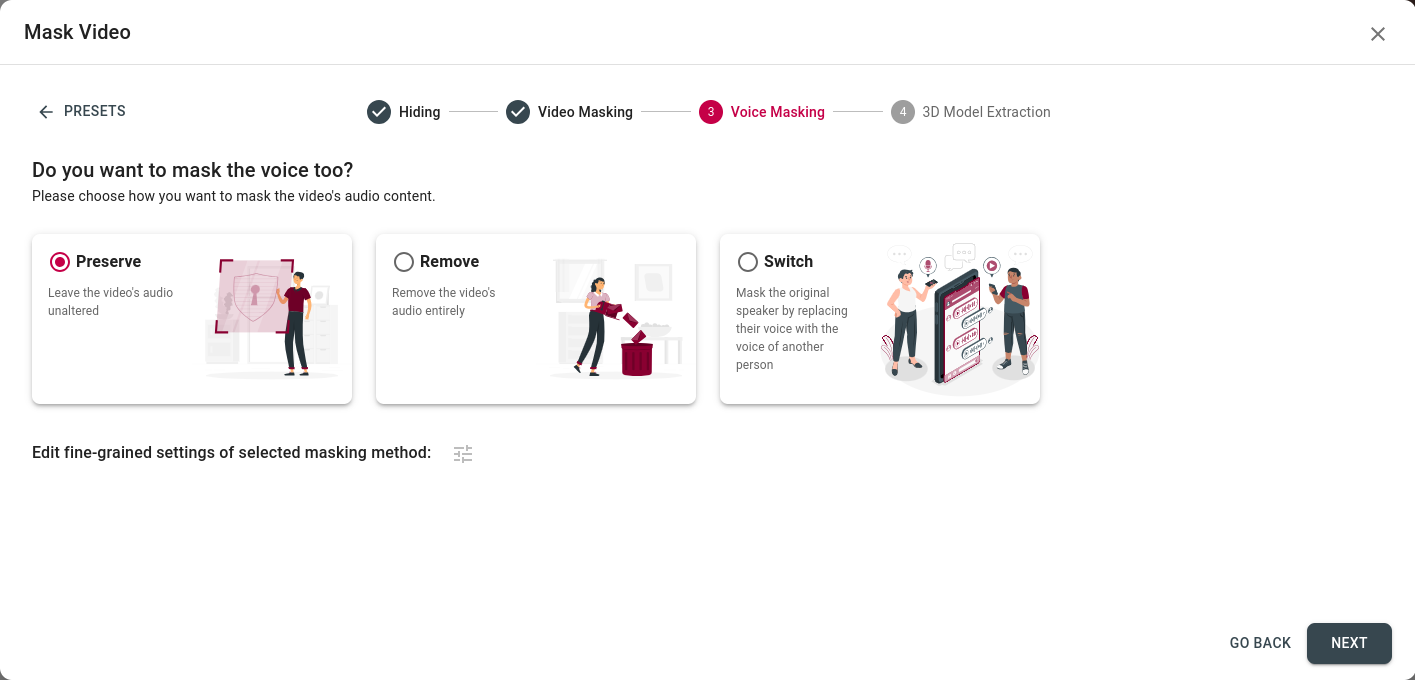 Mask Video
PRESETS
Hiding
Video Masking
3 Voice Masking
4 3D Model Extraction
Do you want to mask the voice too?
Please choose how you want to mask the video's audio content.
Preserve
Leave the video's audio
unaltered
Remove
Remove the video's
audio entirely
Switch
Mask the original
speaker by replacing
their voice with the
voice of another
person
Edit fine-grained settings of selected masking method:
GO BACK
NEXT